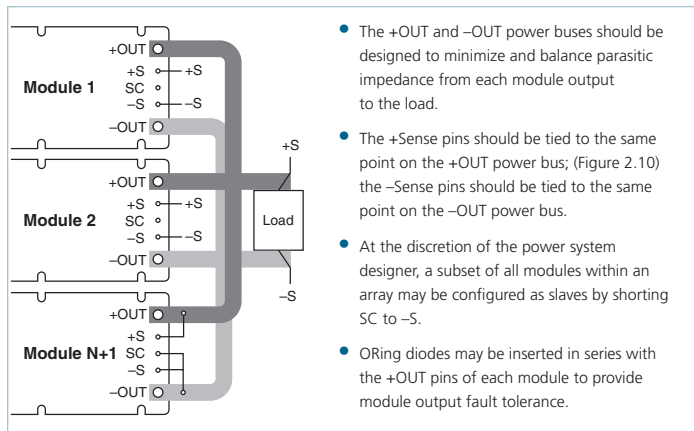 +OUT
+S
+S
Module 1
SC
–S
–S
–OUT
+S
+OUT
+S
+S
Module 2
SC
Load
–S
–S
–OUT
–S
+OUT
+S
Module N+1
SC
–S
–OUT
• The +OUT and –OUT power buses should be
designed to minimize and balance parasitic
impedance from each module output
to the load.
• The +Sense pins should be tied to the same
point on the +OUT power bus; (Figure 2.10)
the –Sense pins should be tied to the same
point on the –OUT power bus.
• At the discretion of the power system
designer, a subset of all modules within an
array may be configured as slaves by shorting
SC to –S.
• ORing diodes may be inserted in series with
the +OUT pins of each module to provide
module output fault tolerance.